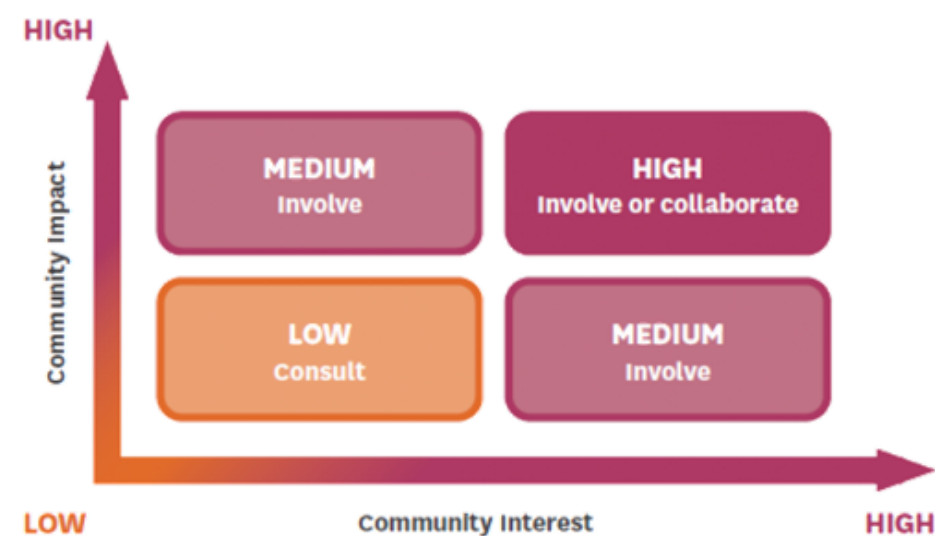 HIGH
Community Impact
MEDIUM
Involve
HIGH
Involve or collaborate
LOW
Consult
MEDIUM
Involve
LOW
Community Interest
HIGH